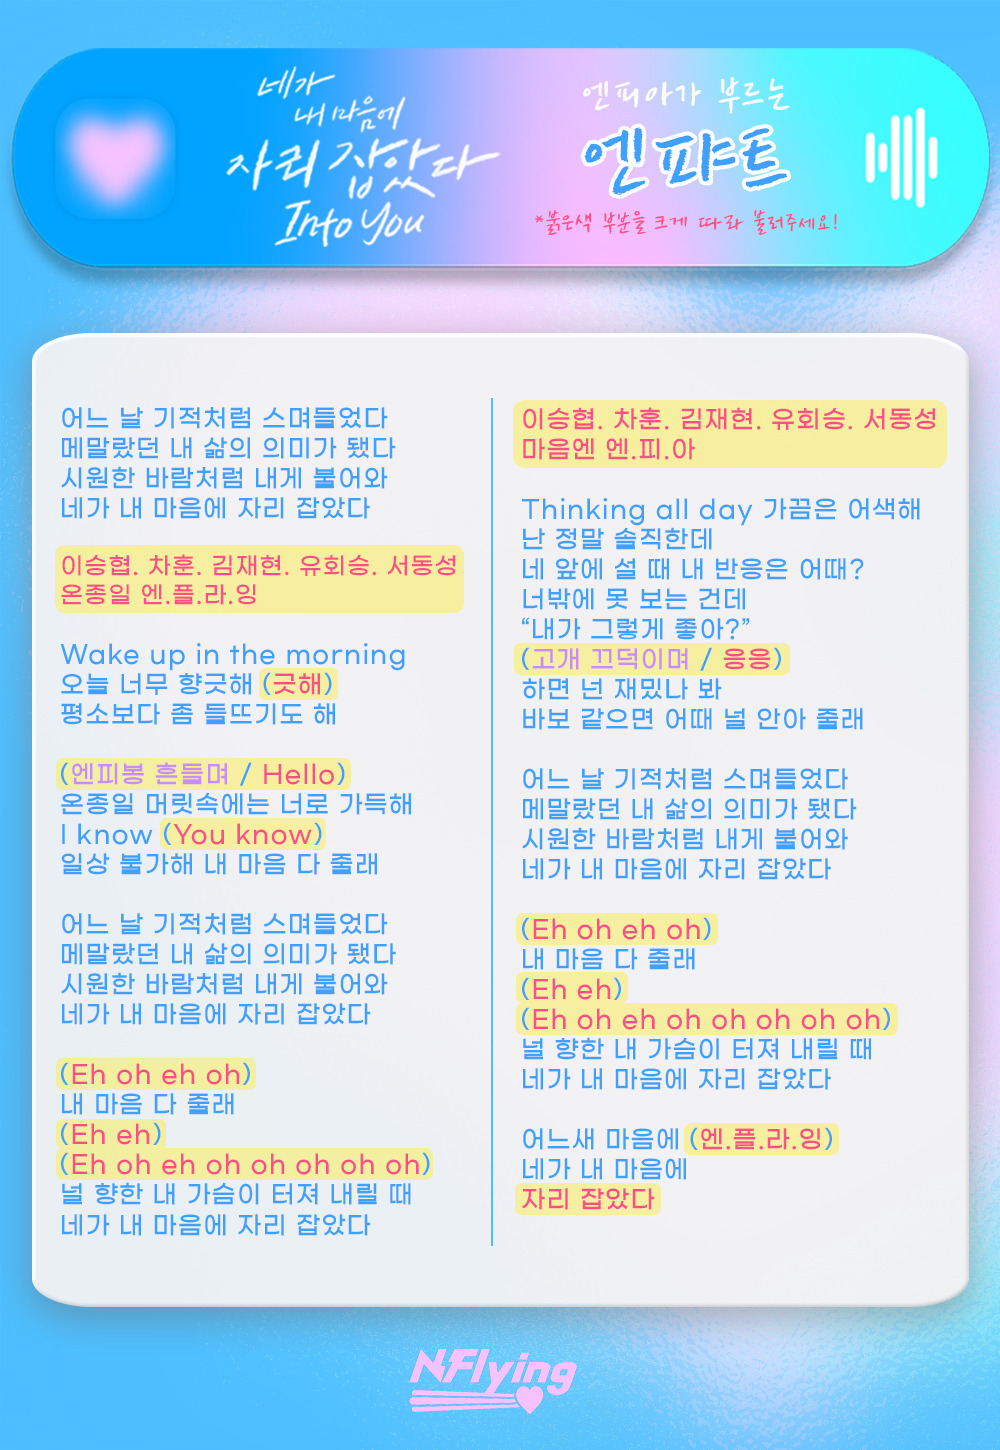 네가
내 마음에
자리 잡았다
Into You
엔피아가 부르는
엔퍄트
*붉은색 부분을 크게 따라 불러주세요!
어느 날 기적처럼 스며들었다
메말랐던 내 삶의 의미가 됐다
시원한 바람처럼 내게 불어와
네가 내 마음에 자리 잡았다
이승협. 차훈. 김재현. 유회승. 서동성
온종일 엔.플.라.잉
Wake up in the morning
오늘 너무 향긋해 (긋해)
평소보다 좀 들뜨기도 해
(엔피봉 흔들며 / Hello)
온종일 머릿속에는 너로 가득해
I know (You know)
일상 불가해 내 마음 다 줄래
어느 날 기적처럼 스며들었다
메말랐던 내 삶의 의미가 됐다
시원한 바람처럼 내게 불어와
네가 내 마음에 자리 잡았다
(Eh oh eh oh)
내 마음 다 줄래
(Eh eh)
(Eh oh eh oh oh oh oh oh)
널 향한 내 가슴이 터져 내릴 때
네가 내 마음에 자리 잡았다
이승협. 차훈. 김재현. 유회승. 서동성
마음엔 엔.피.아
Thinking all day 가끔은 어색해
난 정말 솔직한데
네 앞에 설 때 내 반응은 어때?
너밖에 못 보는 건데
“내가 그렇게 좋아?”
(고개 끄덕이며 / 응응)
하면 넌 재밌나 봐
바보 같으면 어때 널 안아 줄래
어느 날 기적처럼 스며들었다
메말랐던 내 삶의 의미가 됐다
시원한 바람처럼 내게 불어와
네가 내 마음에 자리 잡았다
(Eh oh eh oh)
내 마음 다 줄래
(Eh eh)
(Eh oh eh oh oh oh oh oh)
널 향한 내 가슴이 터져 내릴 때
네가 내 마음에 자리 잡았다
어느새 마음에 (엔.플.라.잉)
네가 내 마음에
자리 잡았다
N.Flying